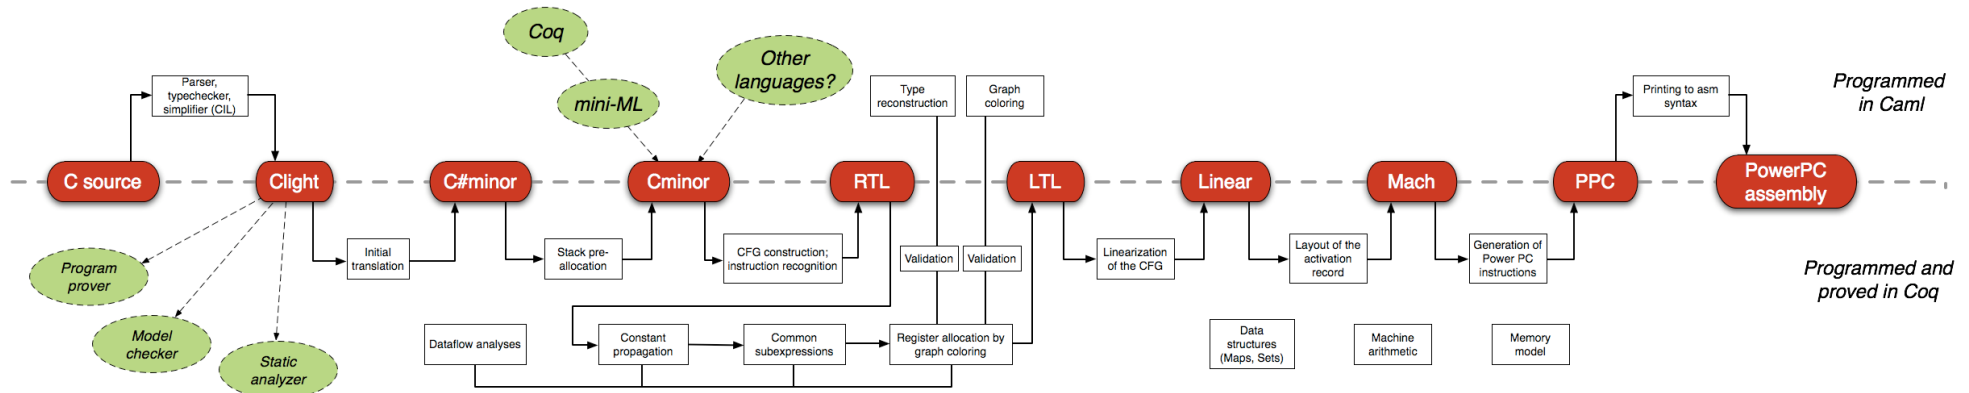 Coq
Other
languages?
mini-ML
Parser,
typechecker,
simplifier (CIL)
Type
reconstruction
Graph
coloring
Printing to asm
syntax
Programmed
in Caml
C source
Clight
C#minor
Cminor
RTL
LTL
Linear
Mach
PPC
PowerPC
assembly
Initial
translation
Stack pre-
allocation
CFG construction;
instruction recognition
Validation
Validation
Linearization
of the CFG
Layout of the
activation
record
Generation of
Power PC
instructions
Programmed and
proved in Coq
Program
prover
Model
checker
Static
analyzer
Dataflow analyses
Constant
propagation
Common
subexpressions
Register allocation by
graph coloring
Data
structures
(Maps, Sets)
Machine
arithmetic
Memory
model